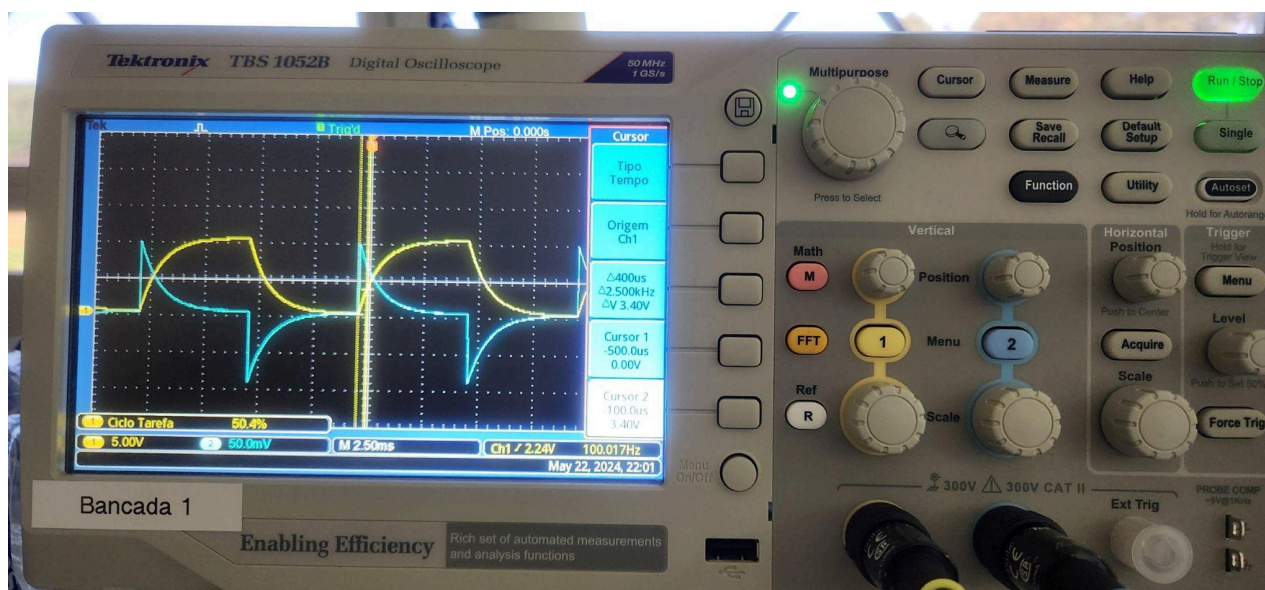 Tektronix TBS 1052B Digital Oscilloscope
50 MHz
1 GS/s
Tek Trig'd M Pos: 0.000s
Cursor
Tipo
Tempo
Origem
Ch1
△400us
△2.500kHz
△V 3.40V
Cursor 1
-500.0us
0.00V
Cursor 2
-100.0us
3.40V
1 Ciclo Tarefa 50.4%
1 5.00V 2 50.0mV M 2.50ms Ch1 2.24V 100.017Hz
May 22, 2024, 22:01
Menu
On/Off
Bancada 1
Enabling Efficiency
Rich set of automated measurements
and analysis functions
Multipurpose
Press to Select
Cursor
Measure
Help
Run / Stop
Save
Recall
Default
Setup
Single
Function
Utility
Autoset
Hold for Autorang
Vertical
Horizontal
Trigger
Math
M
Position
Position
Hold for
Trigger View
Menu
Push to Center
Level
FFT
1
Menu
2
Acquire
Push to Set 50%
Ref
R
Scale
Scale
Force Trig
300V 300V CAT II
Ext Trig
PROBE COMP
~5V@1KHz